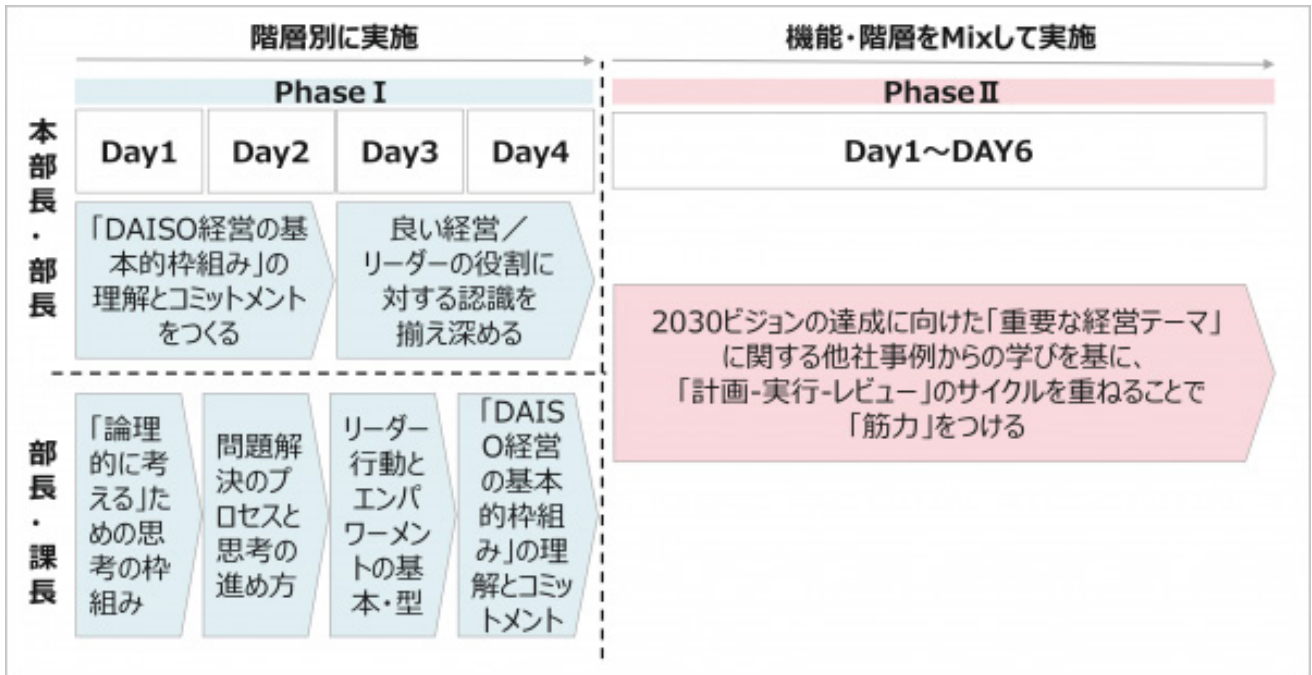 階層別に実施
機能・階層をMixして実施
PhaseⅠ
PhaseⅡ
本部長・部長
Day1
Day2
Day3
Day4
Day1～DAY6
「DAISO経営の基
本的枠組み」の
理解とコミットメント
をつくる
良い経営／
リーダーの役割に
対する認識を
揃え深める
2030ビジョンの達成に向けた「重要な経営テーマ」
に関する他社事例からの学びを基に、
「計画-実行-レビュー」のサイクルを重ねることで
「筋力」をつける
部長・課長
「論理
的に考
える」た
めの思
考の枠
組み
問題解
決のプ
ロセスと
思考の
進め方
リーダー
行動と
エンパ
ワーメン
トの基
本・型
「DAIS
O経営
の基本
的枠組
み」の理
解とコミッ
トメント